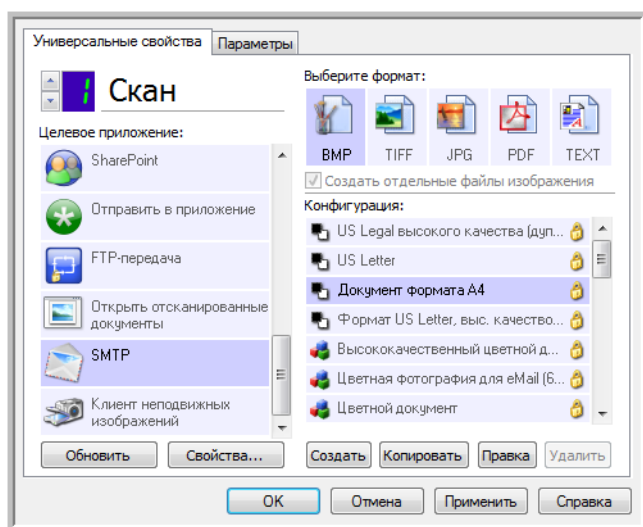 Универсальные свойства
Параметры
1
Скан
Целевое приложение:
SharePoint
Отправить в приложение
FTP-передача
Открыть отсканированные
документы
SMTP
Клиент неподвижных
изображений
Обновить
Свойства...
Выберите формат:
BMP
TIFF
JPG
PDF
TEXT
Создать отдельные файлы изображения
Конфигурация:
US Legal высокого качества (дуп...
US Letter
Документ формата A4
Формат US Letter, выс. качество...
Высококачественный цветной д...
Цветная фотография для eMail (6...
Цветной документ
Создать
Копировать
Правка
Удалить
OK
Отмена
Применить
Справка